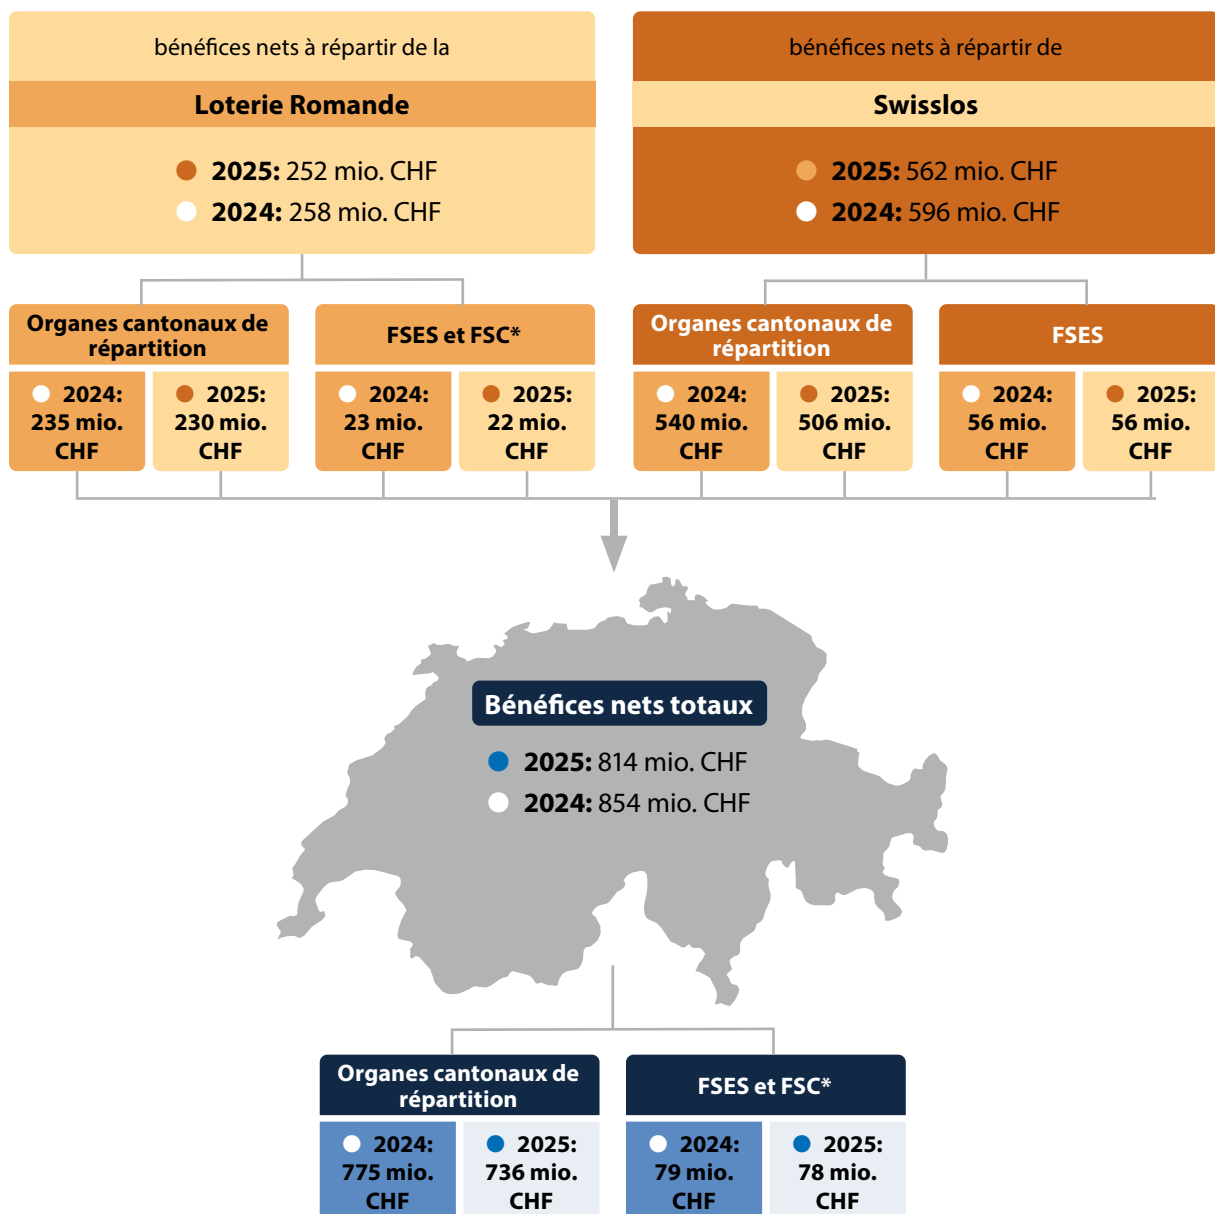 bénéfices nets à répartir de la
Loterie Romande
2025: 252 mio. CHF
2024: 258 mio. CHF
bénéfices nets à répartir de
Swisslos
2025: 562 mio. CHF
2024: 596 mio. CHF
Organes cantonaux de
répartition
2024:
235 mio.
CHF
2025:
230 mio.
CHF
FSES et FSC*
2024:
23 mio.
CHF
2025:
22 mio.
CHF
Organes cantonaux de
répartition
2024:
540 mio.
CHF
2025:
506 mio.
CHF
FSES
2024:
56 mio.
CHF
2025:
56 mio.
CHF
Bénéfices nets totaux
2025: 814 mio. CHF
2024: 854 mio. CHF
Organes cantonaux de
répartition
2024:
775 mio.
CHF
2025:
736 mio.
CHF
FSES et FSC*
2024:
79 mio.
CHF
2025:
78 mio.
CHF